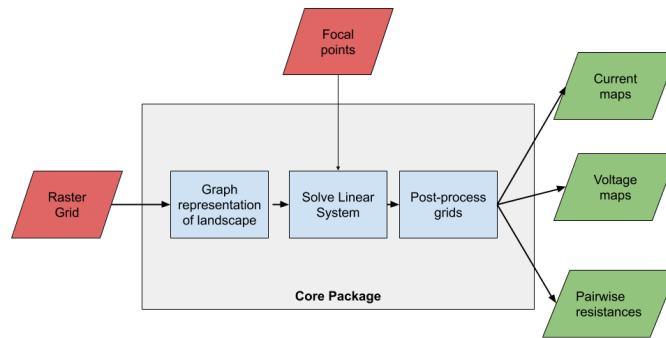 Focal
points
Current
maps
Raster
Grid
Graph
representation
of landscape
Solve Linear
System
Post-process
grids
Voltage
maps
Core Package
Pairwise
resistances